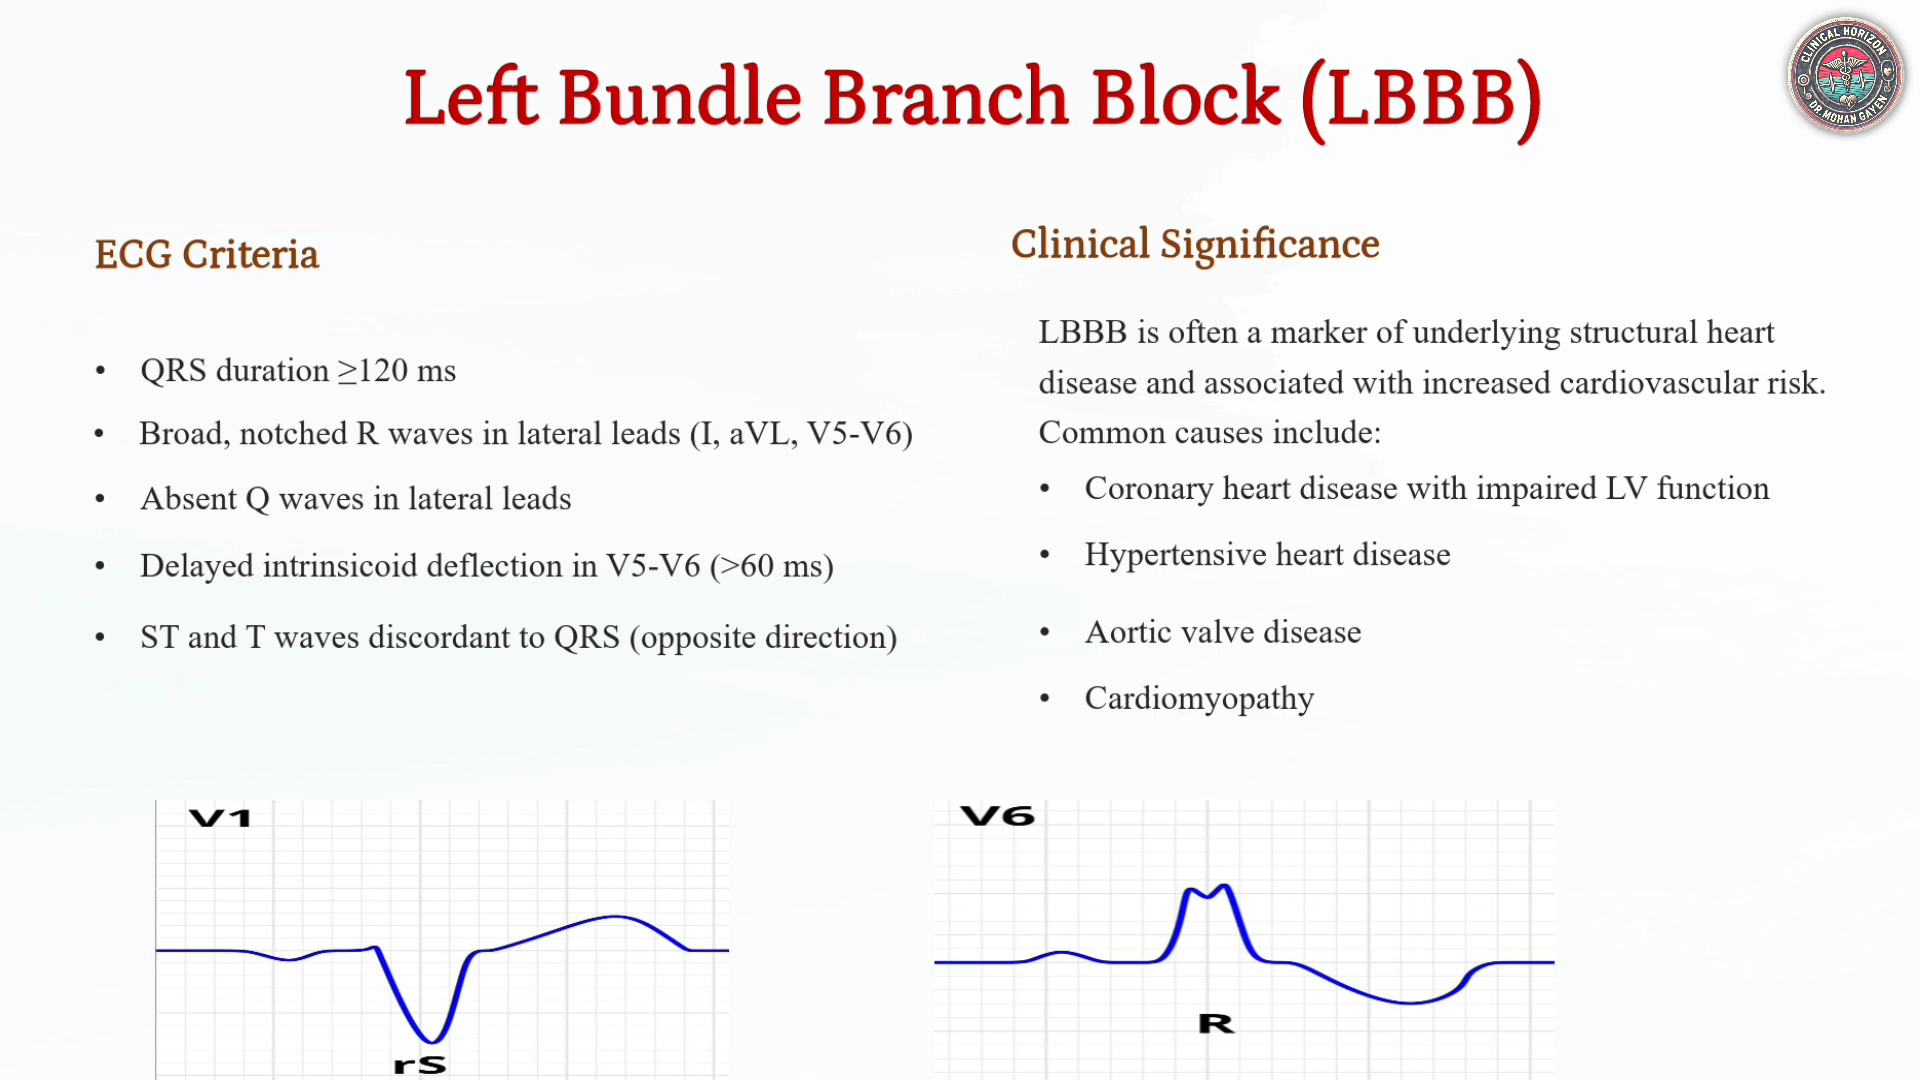 Left Bundle Branch Block (LBBB)
CLINICAL HORIZON
DR. MOHAN GAYEN
ECG Criteria
• QRS duration ≥120 ms
• Broad, notched R waves in lateral leads (I, aVL, V5-V6)
• Absent Q waves in lateral leads
• Delayed intrinsicoid deflection in V5-V6 (>60 ms)
• ST and T waves discordant to QRS (opposite direction)
Clinical Significance
LBBB is often a marker of underlying structural heart
disease and associated with increased cardiovascular risk.
Common causes include:
• Coronary heart disease with impaired LV function
• Hypertensive heart disease
• Aortic valve disease
• Cardiomyopathy
V1
rS
V6
R